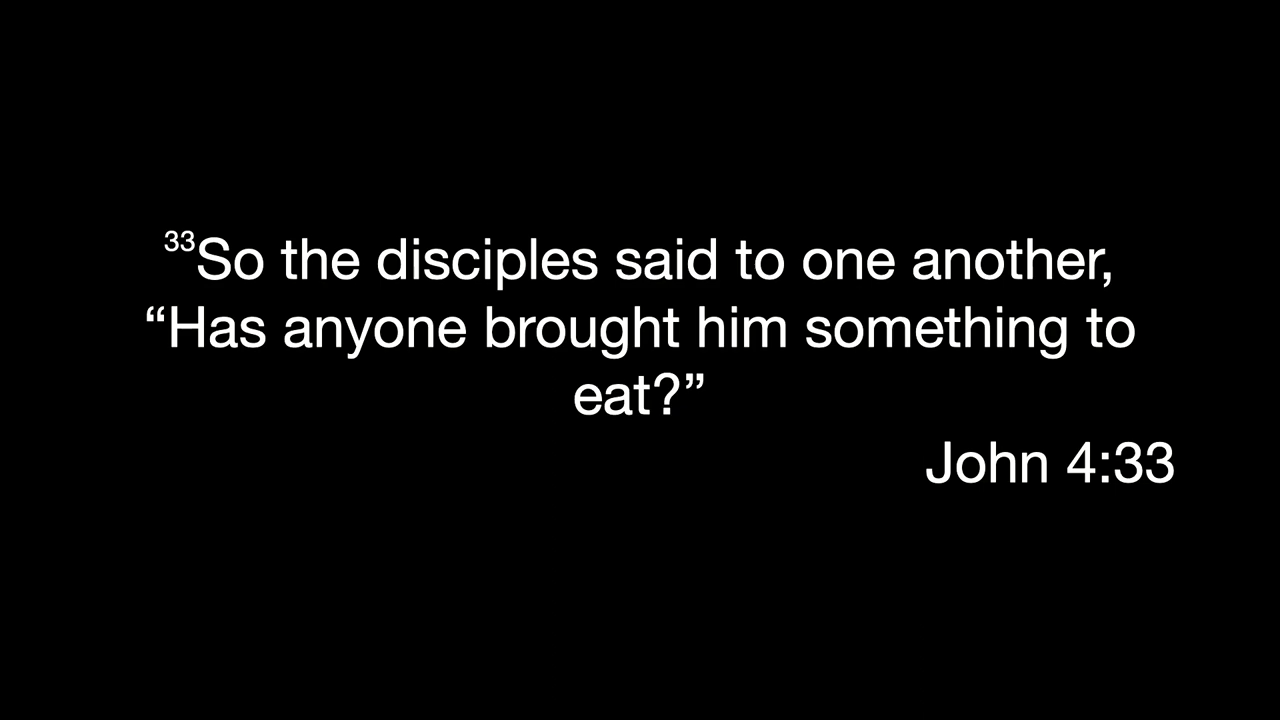 ³³So the disciples said to one another,
“Has anyone brought him something to
eat?”
John 4:33